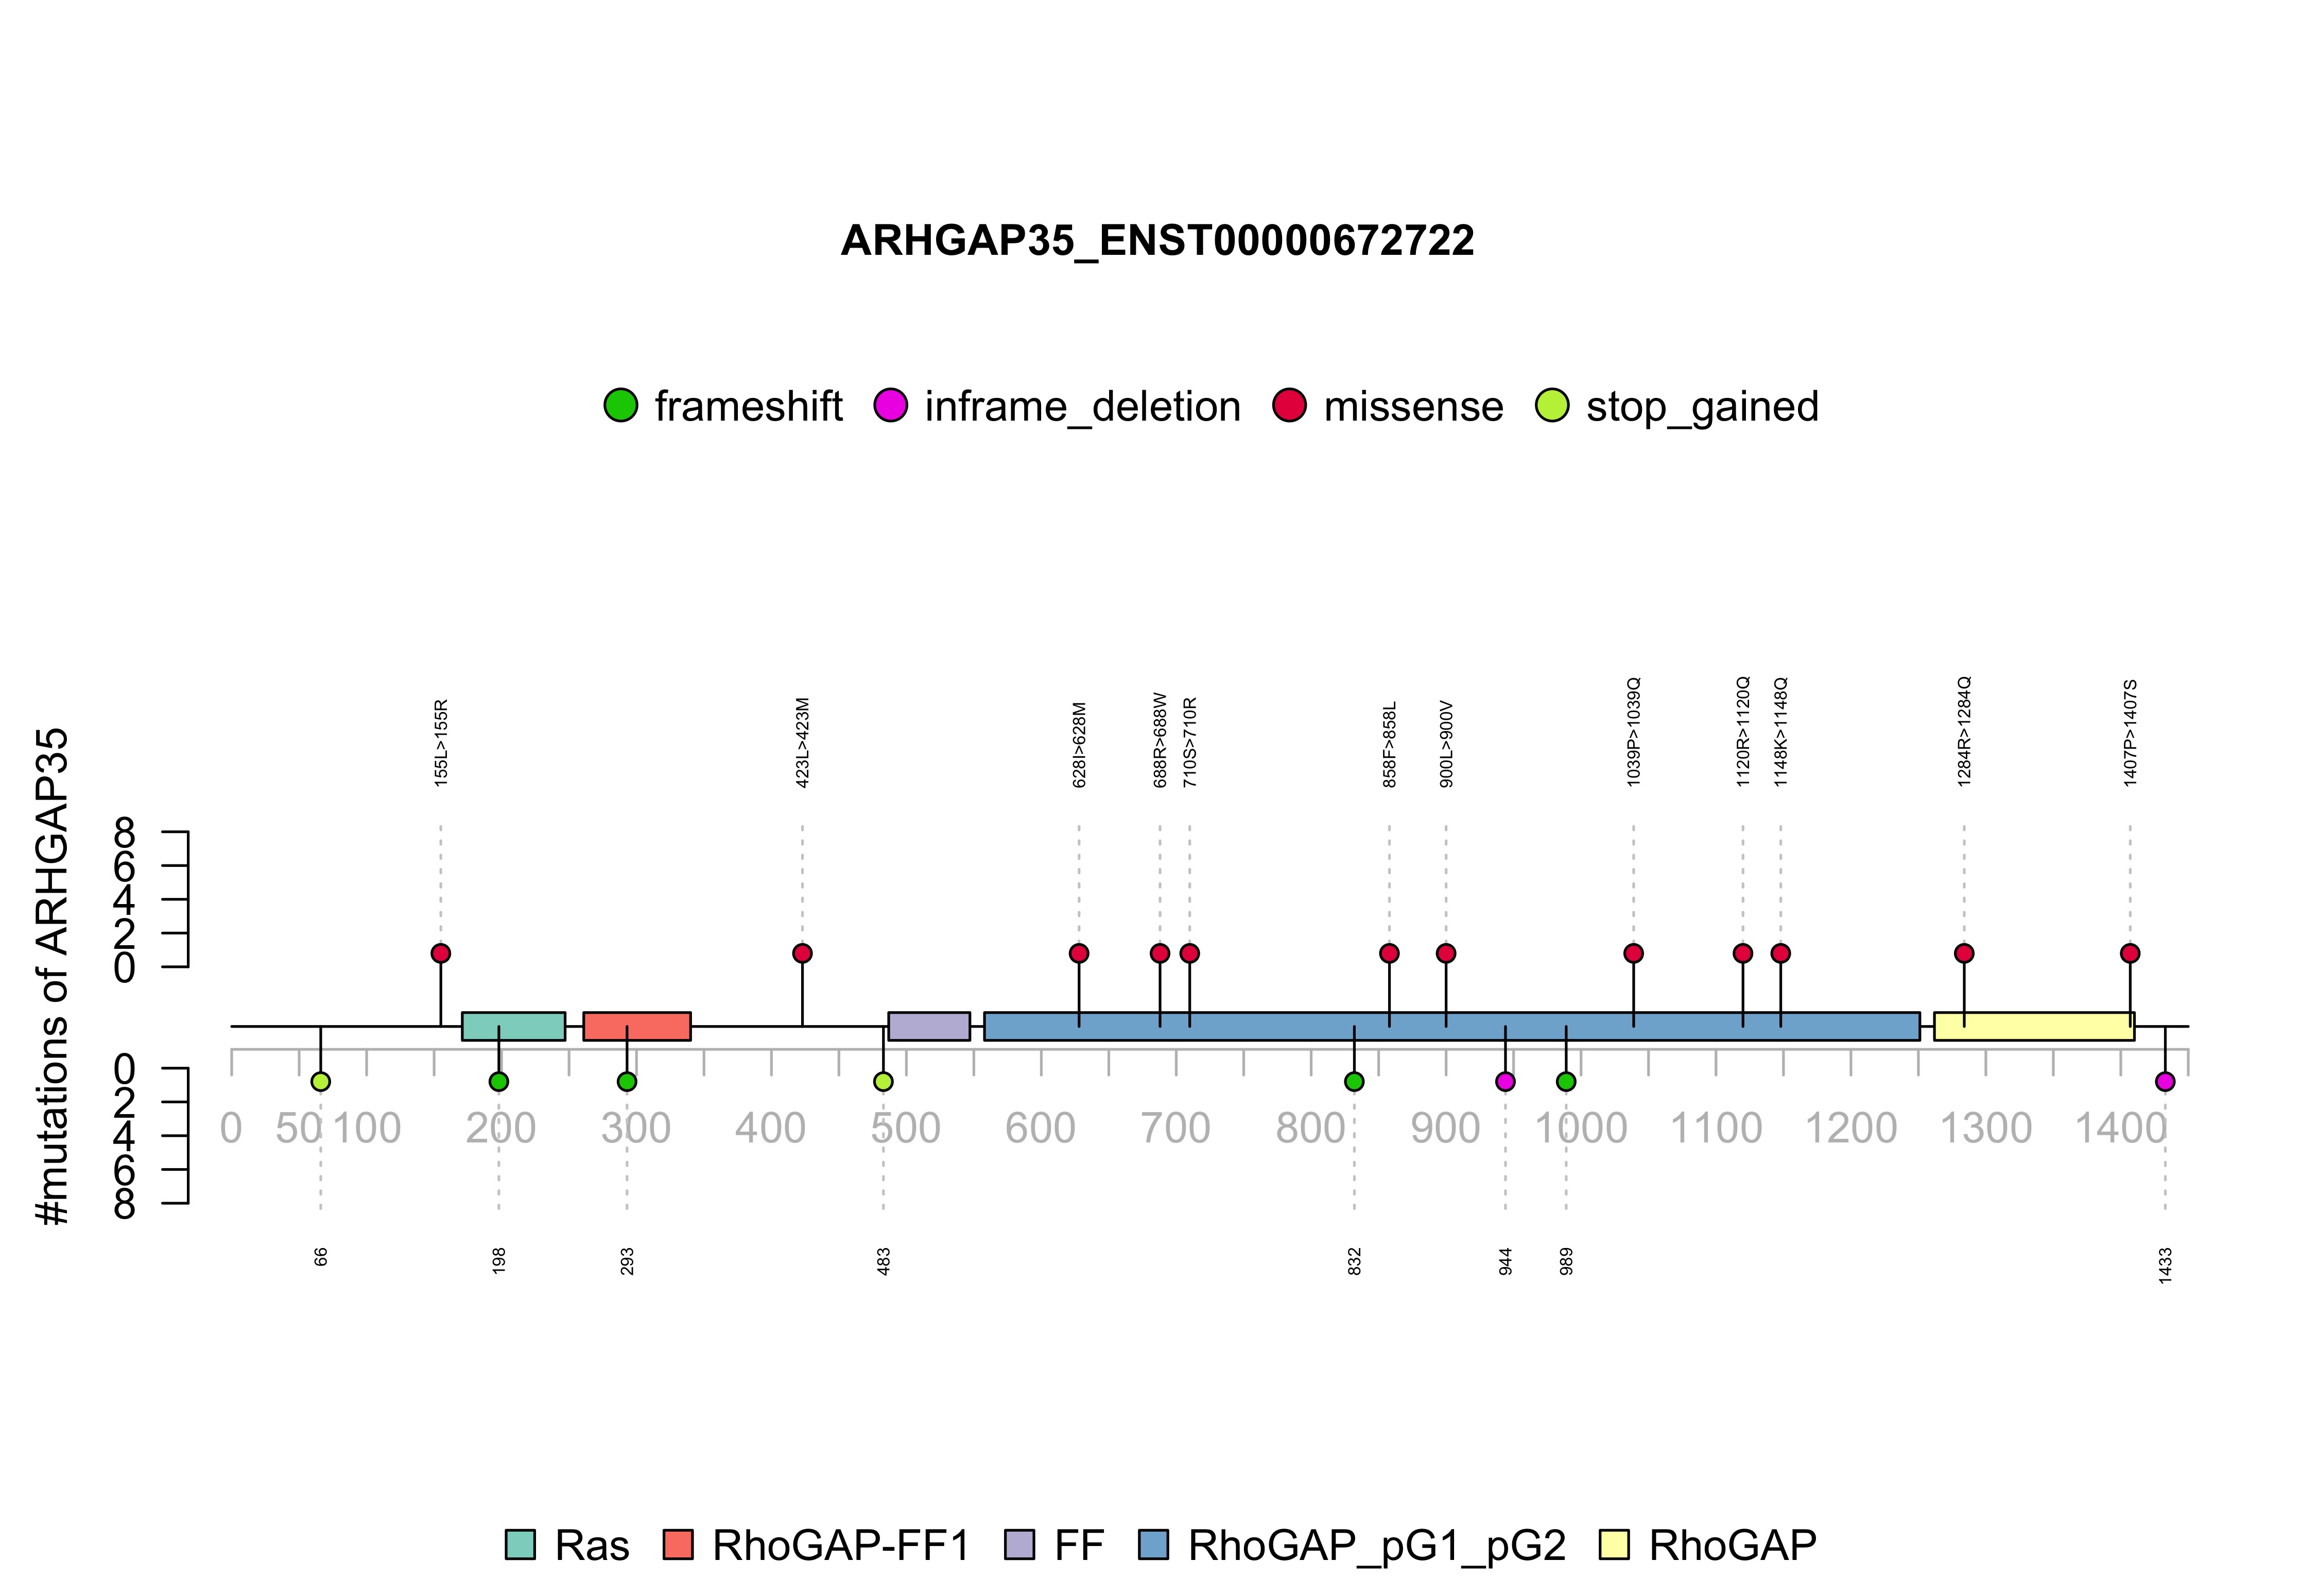 ARHGAP35_ENST00000672722
frameshift inframe_deletion missense stop_gained
#mutations of ARHGAP35
155L>155R 423L>423M 628I>628M 688R>688W 710S>710R 858F>858L 900L>900V 1039P>1039Q 1120R>1120Q 1148K>1148Q 1284R>1284Q 1407P>1407S
8
6
4
2
0
0
2
4
6
8
0 50 100 200 300 400 500 600 700 800 900 1000 1100 1200 1300 1400
66 198 293 483 832 944 989 1433
Ras RhoGAP-FF1 FF RhoGAP_pG1_pG2 RhoGAP